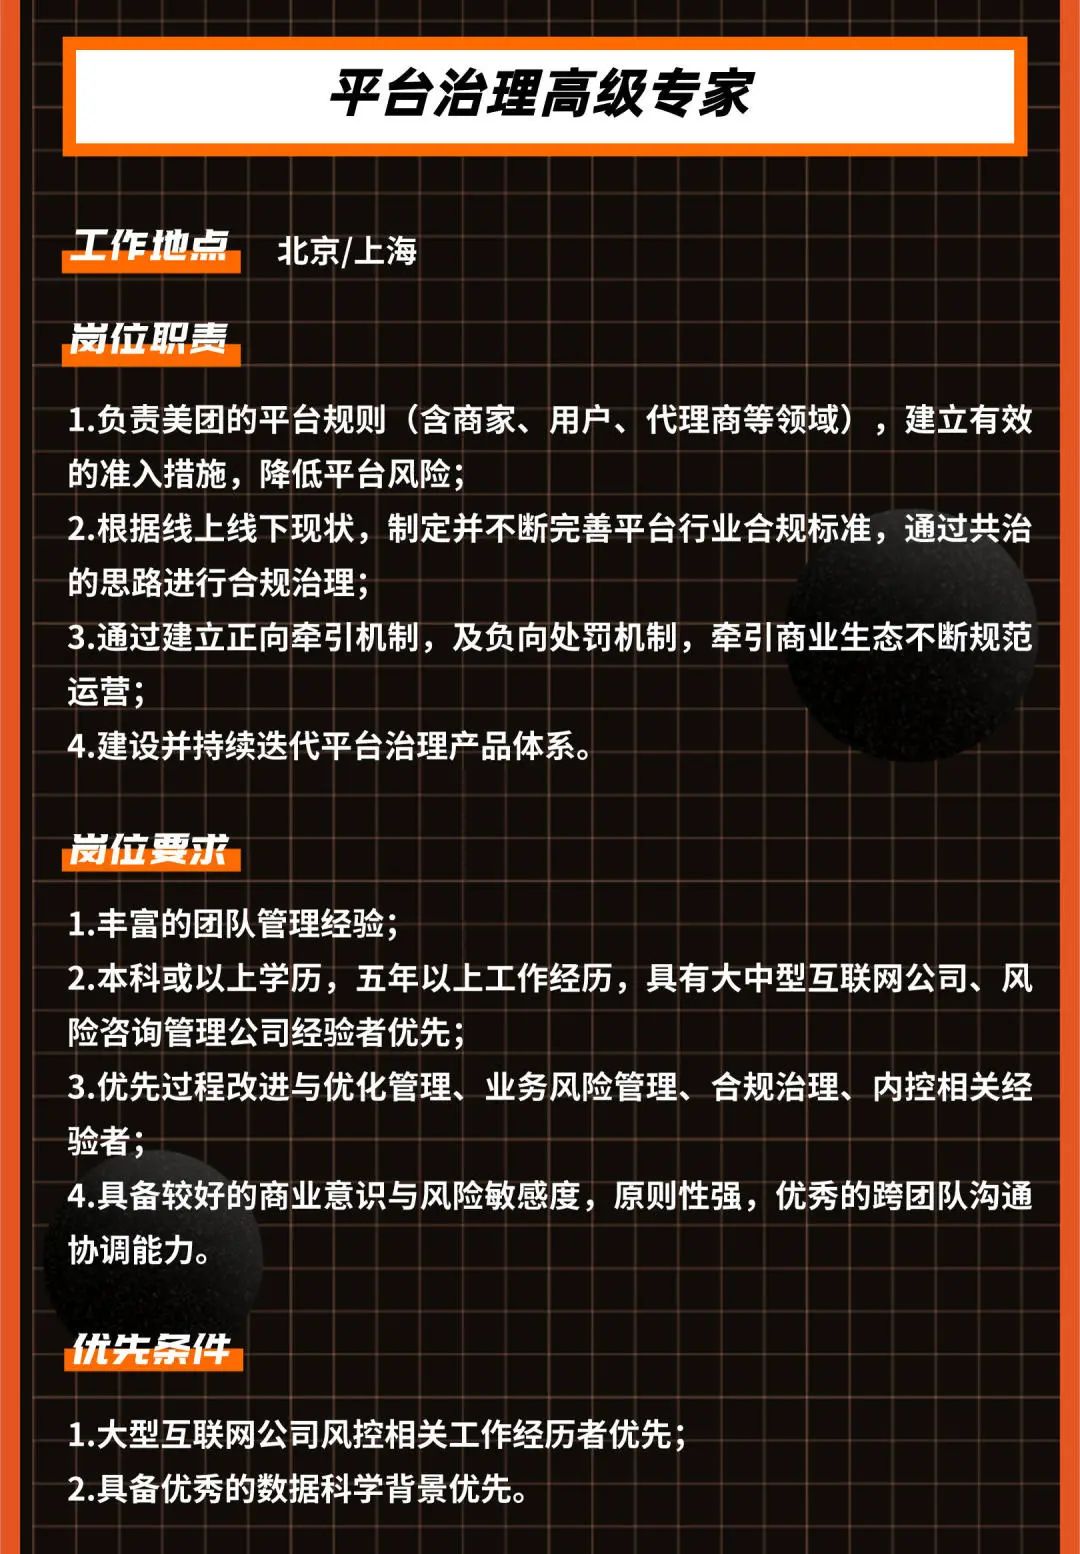 平台治理高级专家
工作地点 北京/上海
岗位职责
1.负责美团的平台规则（含商家、用户、代理商等领域），建立有效
的准入措施，降低平台风险；
2.根据线上线下现状，制定并不断完善平台行业合规标准，通过共治
的思路进行合规治理；
3.通过建立正向牵引机制，及负向处罚机制，牵引商业生态不断规范
运营；
4.建设并持续迭代平台治理产品体系。
岗位要求
1.丰富的团队管理经验；
2.本科或以上学历，五年以上工作经历，具有大中型互联网公司、风
险咨询管理公司经验者优先；
3.优先过程改进与优化管理、业务风险管理、合规治理、内控相关经
验者；
4.具备较好的商业意识与风险敏感度，原则性强，优秀的跨团队沟通
协调能力。
优先条件
1.大型互联网公司风控相关工作经历者优先；
2.具备优秀的数据科学背景优先。